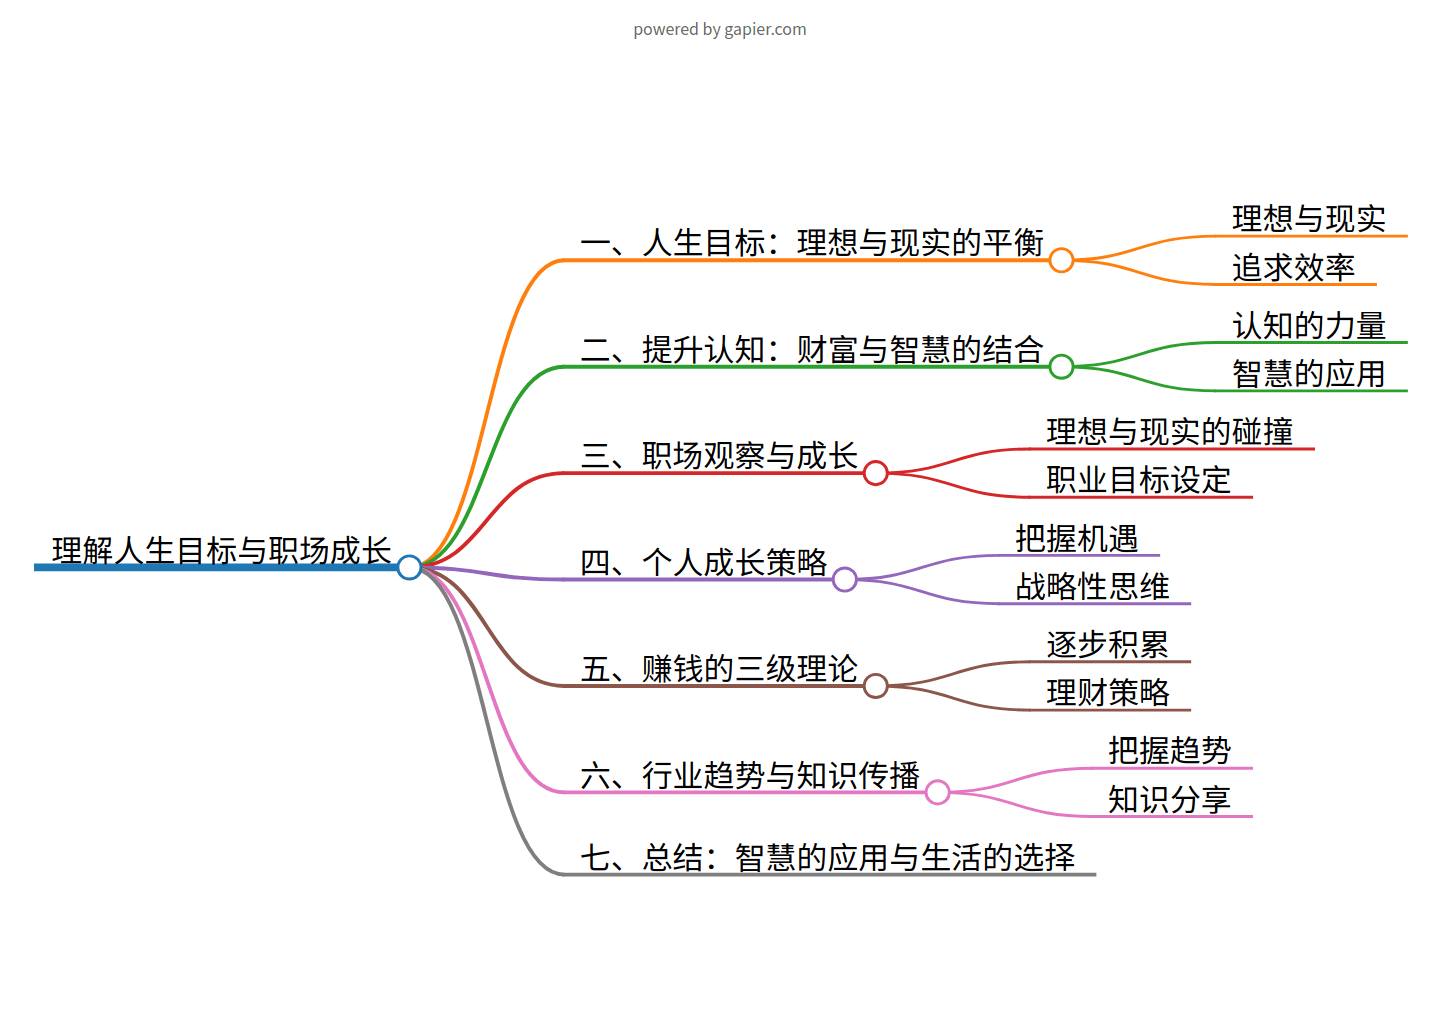 powered by gapier.com
理解人生目标与职场成长
一、人生目标：理想与现实的平衡
理想与现实
追求效率
二、提升认知：财富与智慧的结合
认知的力量
智慧的应用
三、职场观察与成长
理想与现实的碰撞
职业目标设定
四、个人成长策略
把握机遇
战略性思维
五、赚钱的三级理论
逐步积累
理财策略
六、行业趋势与知识传播
把握趋势
知识分享
七、总结：智慧的应用与生活的选择